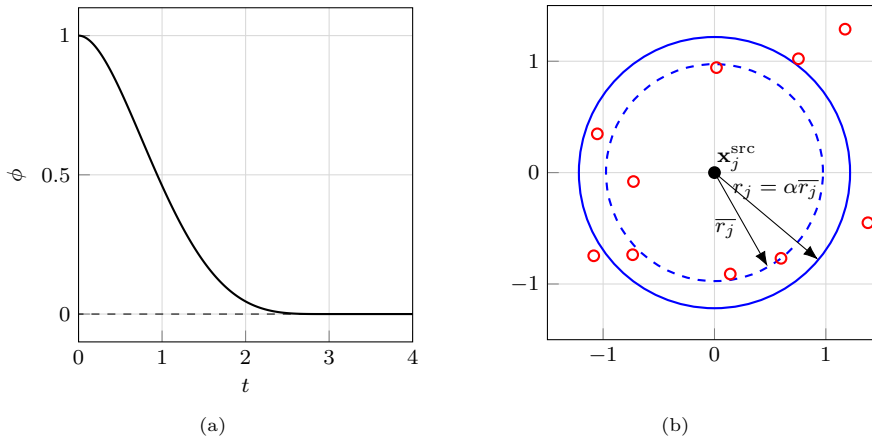 1
0.5
0
ϕ
0 1 2 3 4
t
(a)
1
0
−1
x_j^src
r_j = αr̅_j
r̅_j
−1 0 1
(b)